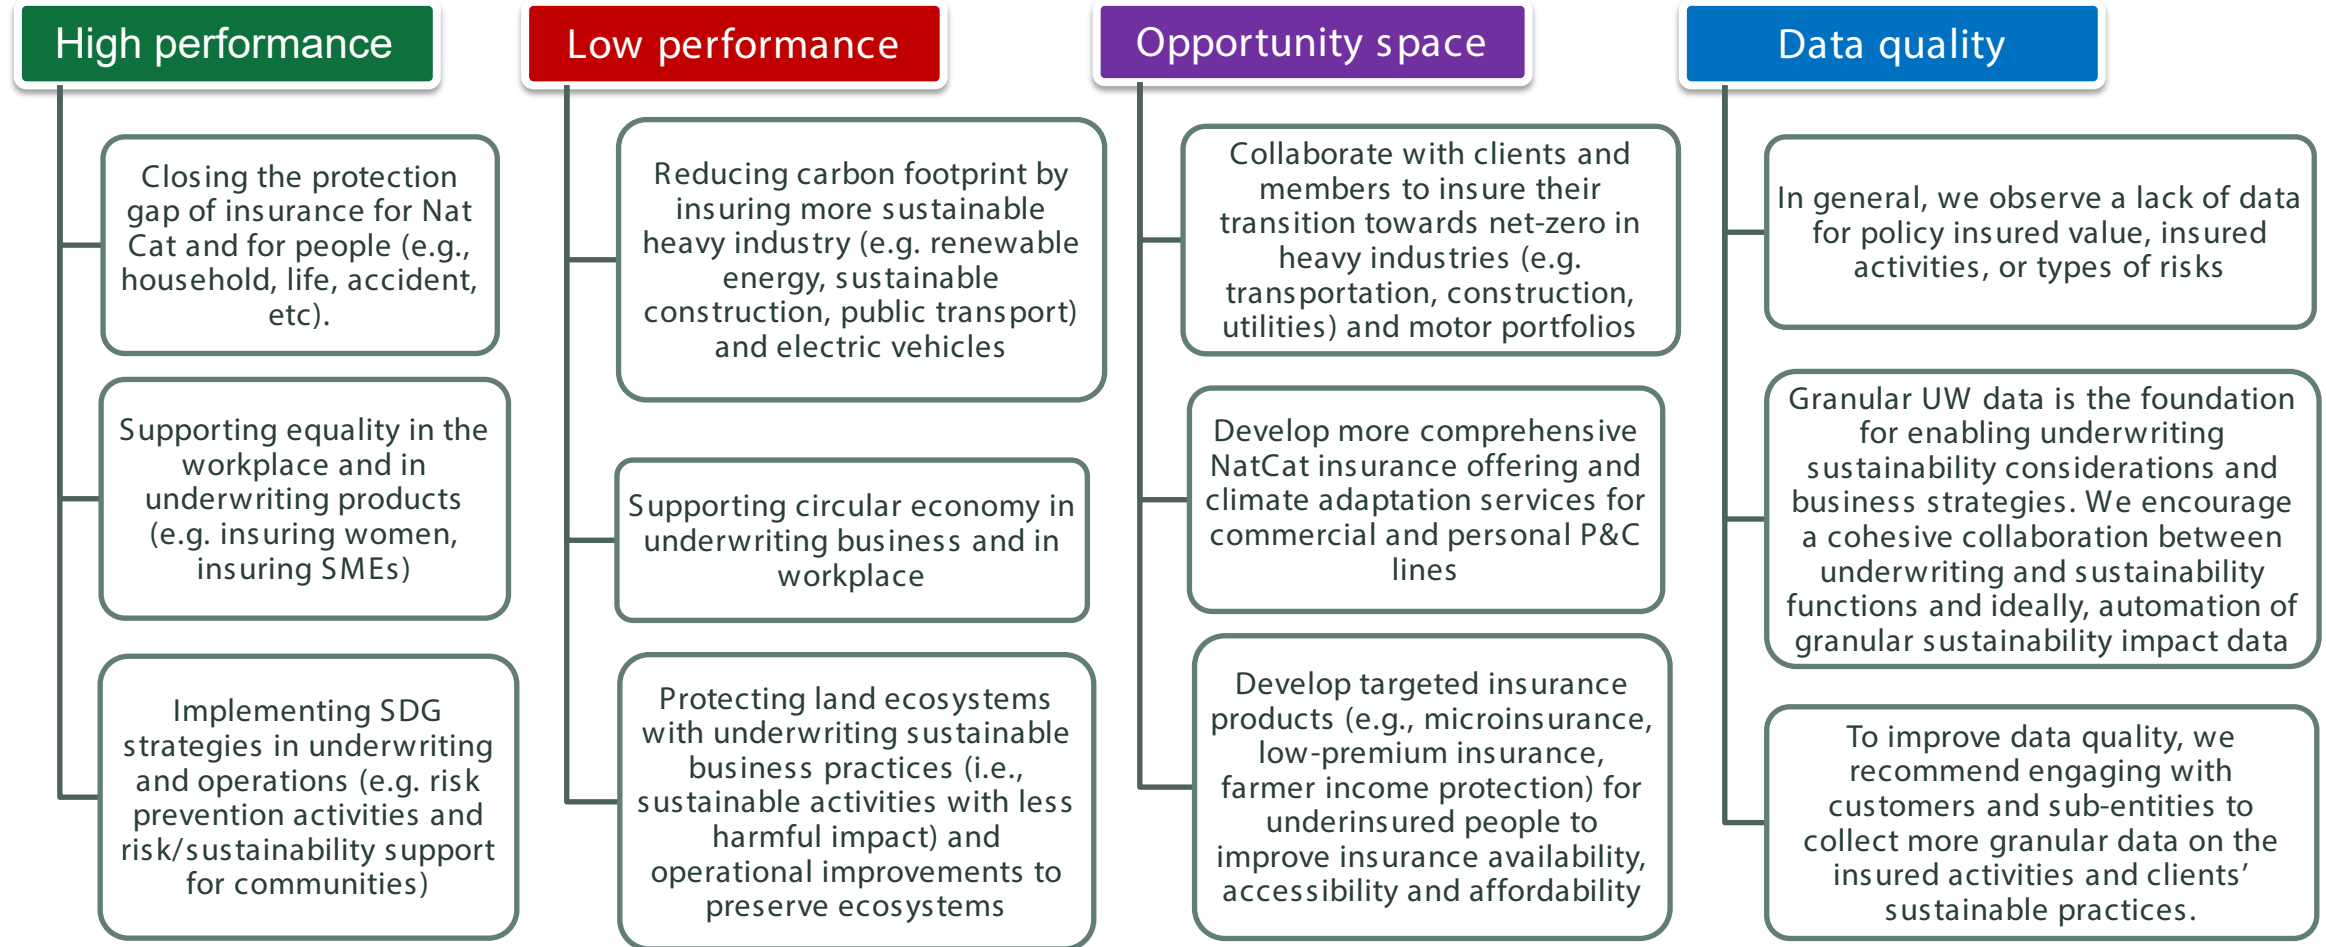 High performance
Closing the protection
gap of insurance for Nat
Cat and for people (e.g.,
household, life, accident,
etc).
Supporting equality in the
workplace and in
underwriting products
(e.g. insuring women,
insuring SMEs)
Implementing SDG
strategies in underwriting
and operations (e.g. risk
prevention activities and
risk/sustainability support
for communities)
Low performance
Reducing carbon footprint by
insuring more sustainable
heavy industry (e.g. renewable
energy, sustainable
construction, public transport)
and electric vehicles
Supporting circular economy in
underwriting business and in
workplace
Protecting land ecosystems
with underwriting sustainable
business practices (i.e.,
sustainable activities with less
harmful impact) and
operational improvements to
preserve ecosystems
Opportunity space
Collaborate with clients and
members to insure their
transition towards net-zero in
heavy industries (e.g.
transportation, construction,
utilities) and motor portfolios
Develop more comprehensive
NatCat insurance offering and
climate adaptation services for
commercial and personal P&C
lines
Develop targeted insurance
products (e.g., microinsurance,
low-premium insurance,
farmer income protection) for
underinsured people to
improve insurance availability,
accessibility and affordability
Data quality
In general, we observe a lack of data
for policy insured value, insured
activities, or types of risks
Granular UW data is the foundation
for enabling underwriting
sustainability considerations and
business strategies. We encourage
a cohesive collaboration between
underwriting and sustainability
functions and ideally, automation of
granular sustainability impact data
To improve data quality, we
recommend engaging with
customers and sub-entities to
collect more granular data on the
insured activities and clients’
sustainable practices.